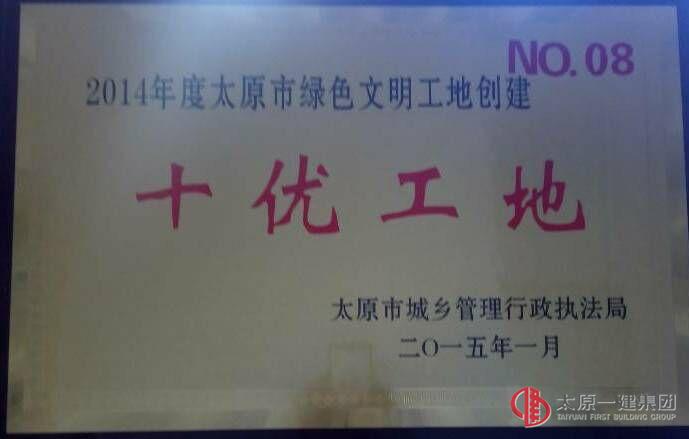 NO. 08
2014年度太原市绿色文明工地创建
十优工地
太原市城乡管理行政执法局
二〇一五年一月
太原一建集团
TAIYUAN FIRST BUILDING GROUP